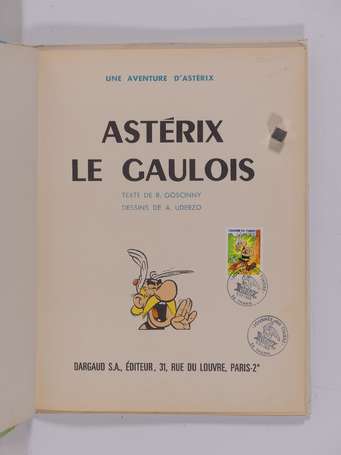 UNE AVENTURE D'ASTÉRIX
ASTÉRIX
LE GAULOIS
TEXTE DE R. GOSCINNY
DESSINS DE A. UDERZO
DARGAUD S.A., ÉDITEUR, 31, RUE DU LOUVRE, PARIS-2e